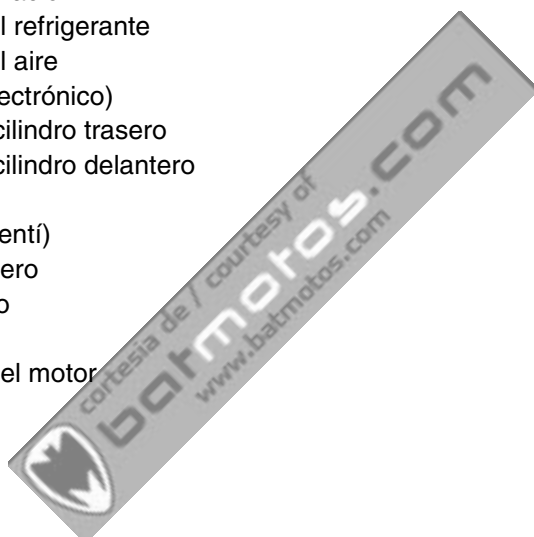 l refrigerante
l aire
ectrónico)
cilindro trasero
cilindro delantero
entí)
ero
o
el motor
cortesia de / courtesy of
batmotos.com
www.batmotos.com